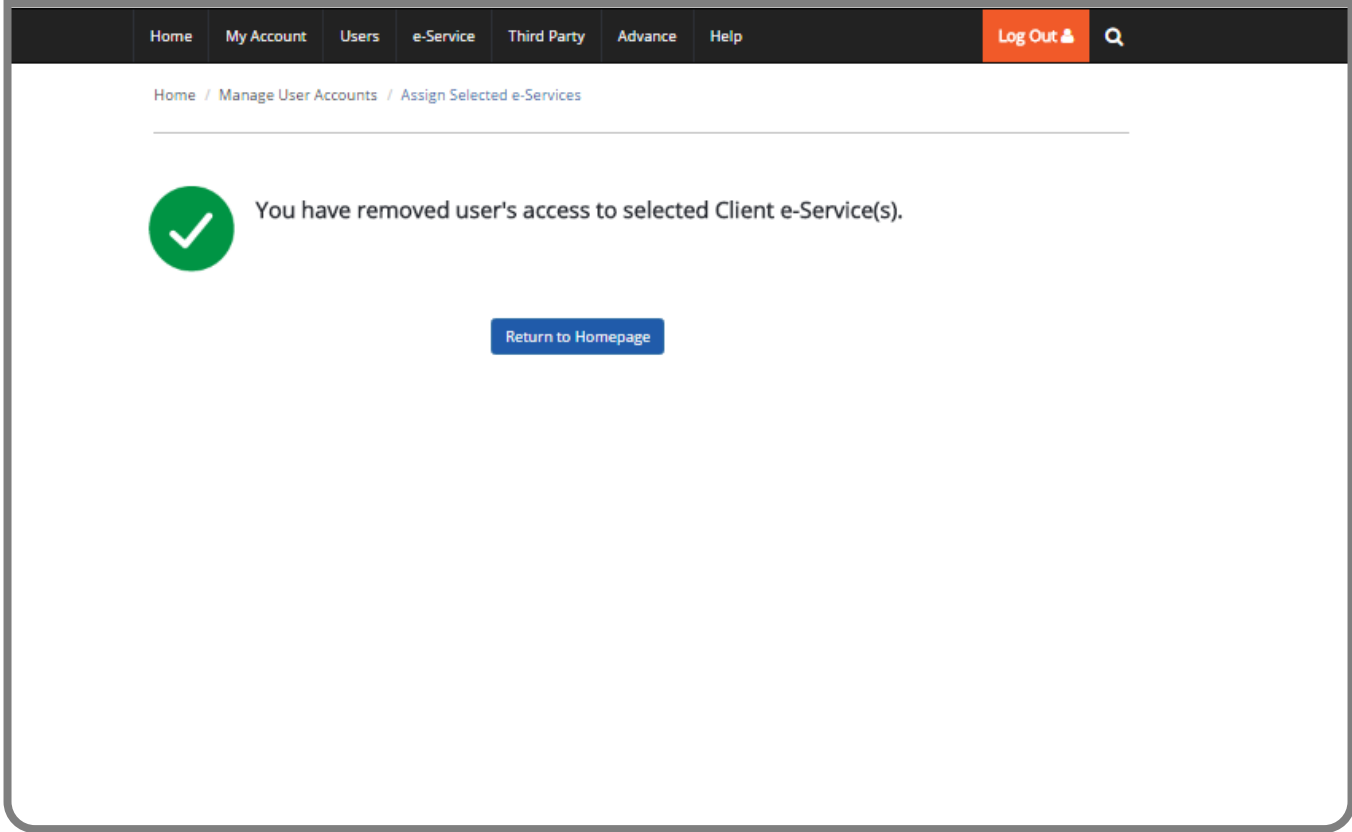 Home My Account Users e-Service Third Party Advance Help Log Out
Home / Manage User Accounts / Assign Selected e-Services
You have removed user's access to selected Client e-Service(s).
Return to Homepage